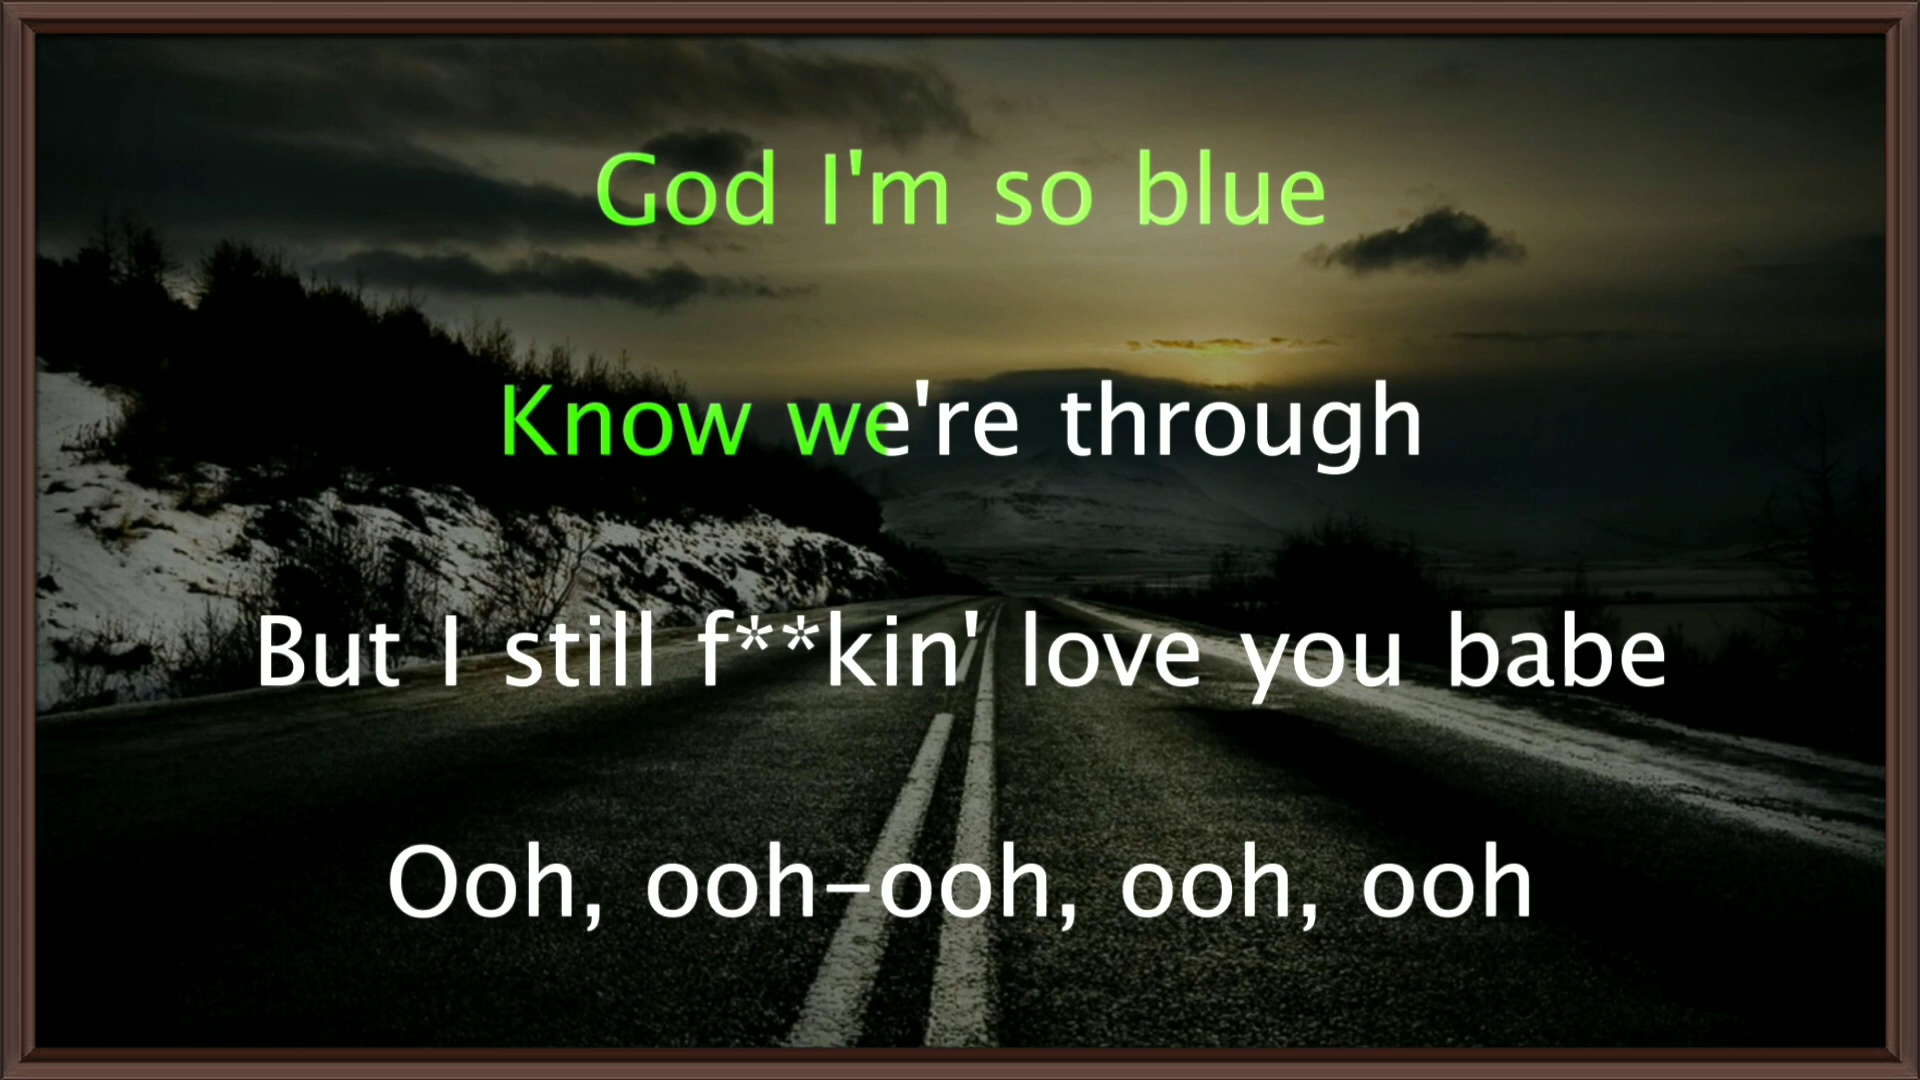 God I'm so blue
Know we're through
But I still f**kin' love you babe
Ooh, ooh-ooh, ooh, ooh